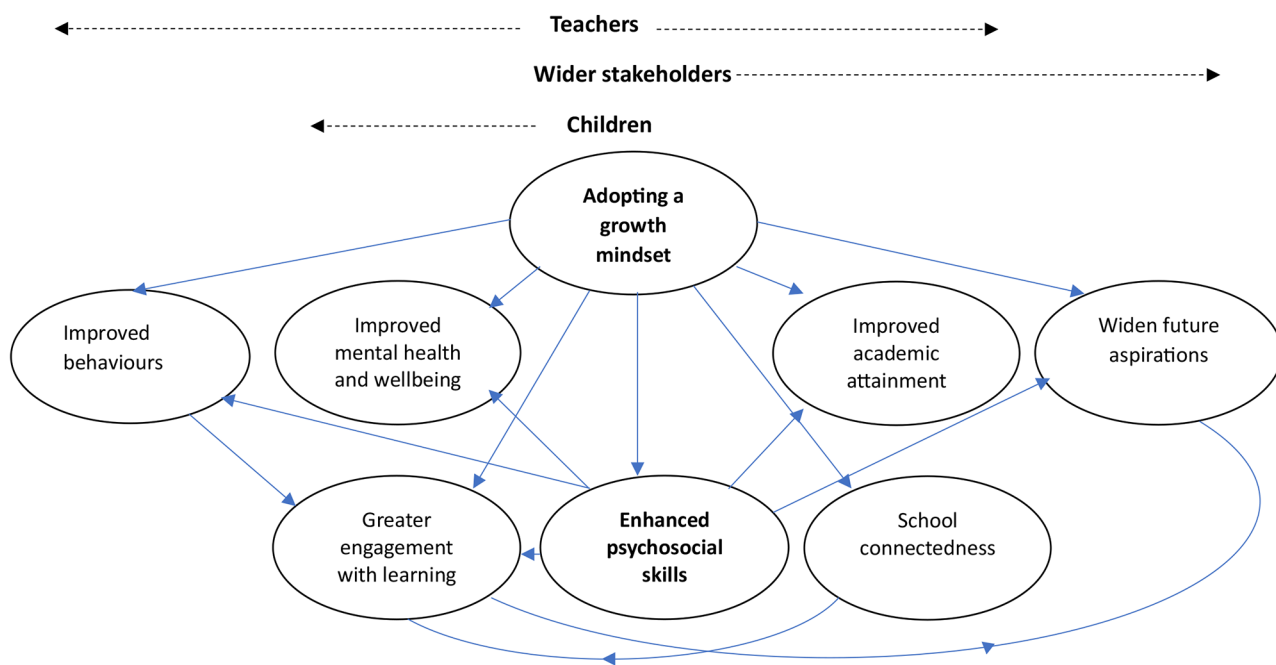 Teachers
Wider stakeholders
Children
Adopting a
growth
mindset
Improved
behaviours
Improved
mental health
and wellbeing
Improved
academic
attainment
Widen future
aspirations
Greater
engagement
with learning
Enhanced
psychosocial
skills
School
connectedness